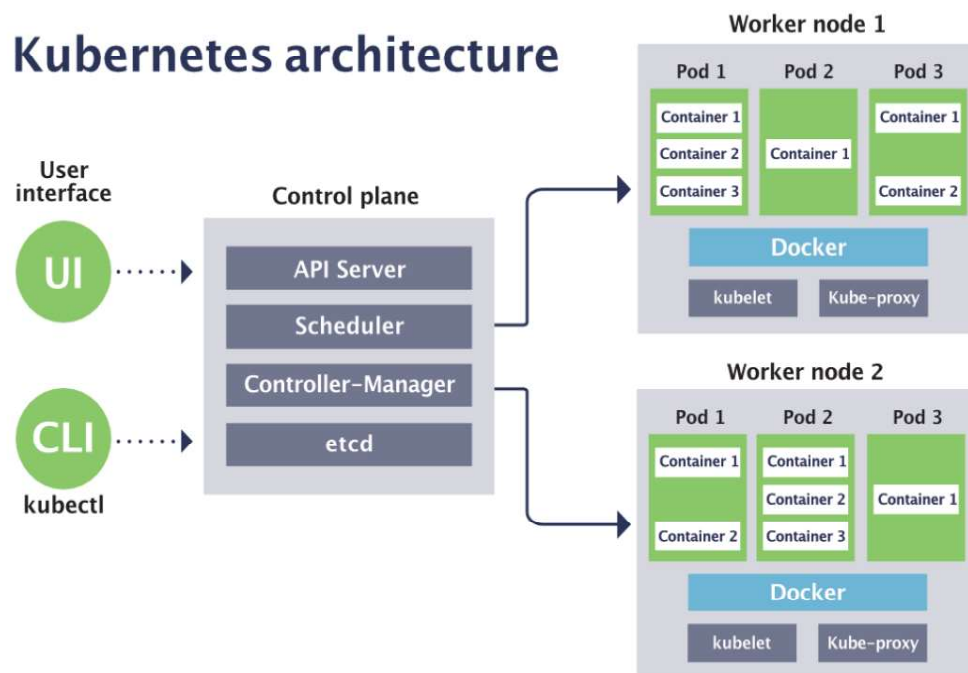 Kubernetes architecture
User
interface
UI
CLI
kubectl
Control plane
API Server
Scheduler
Controller-Manager
etcd
Worker node 1
Pod 1 Pod 2 Pod 3
Container 1
Container 2
Container 3
Container 1
Container 1
Container 2
Docker
kubelet Kube-proxy
Worker node 2
Pod 1 Pod 2 Pod 3
Container 1
Container 2
Container 1
Container 2
Container 3
Container 1
Docker
kubelet Kube-proxy